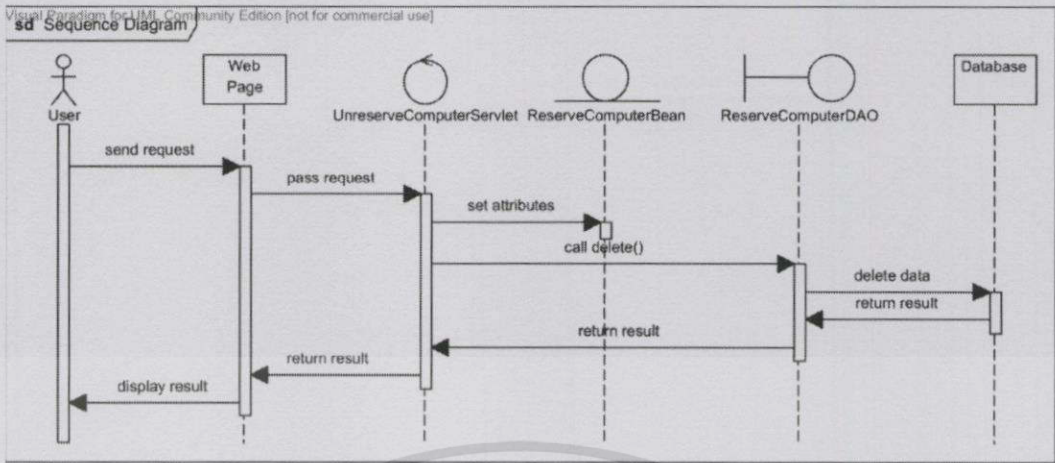 Visual Paradigm for UML Community Edition [not for commercial use]
sd Sequence Diagram
User
Web
Page
UnreserveComputerServlet
ReserveComputerBean
ReserveComputerDAO
Database
send request
pass request
set attributes
call delete()
delete data
return result
return result
return result
display result